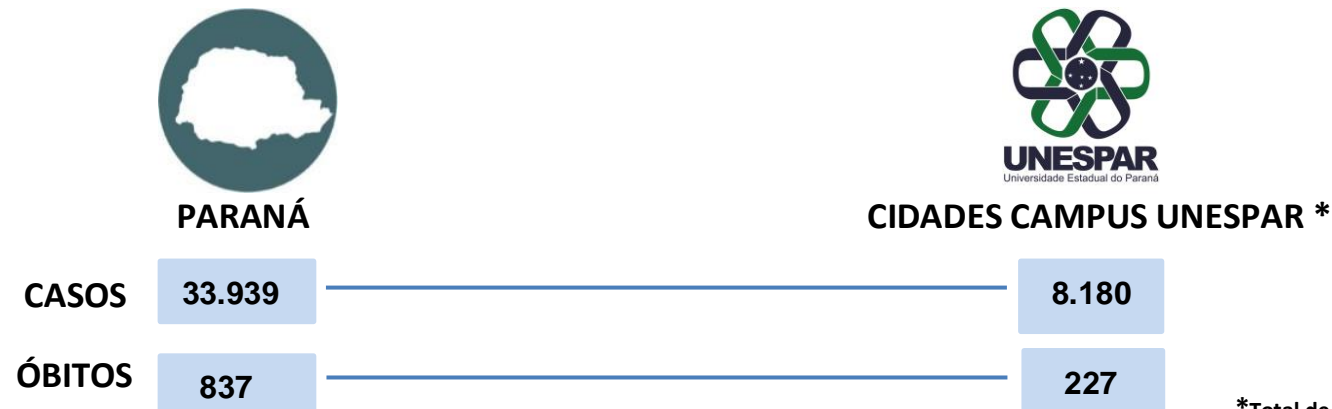 UNESPAR
Universidade Estadual do Paraná
PARANÁ
CIDADES CAMPUS UNESPAR *
CASOS 33.939 8.180
ÓBITOS 837 227
*Total de